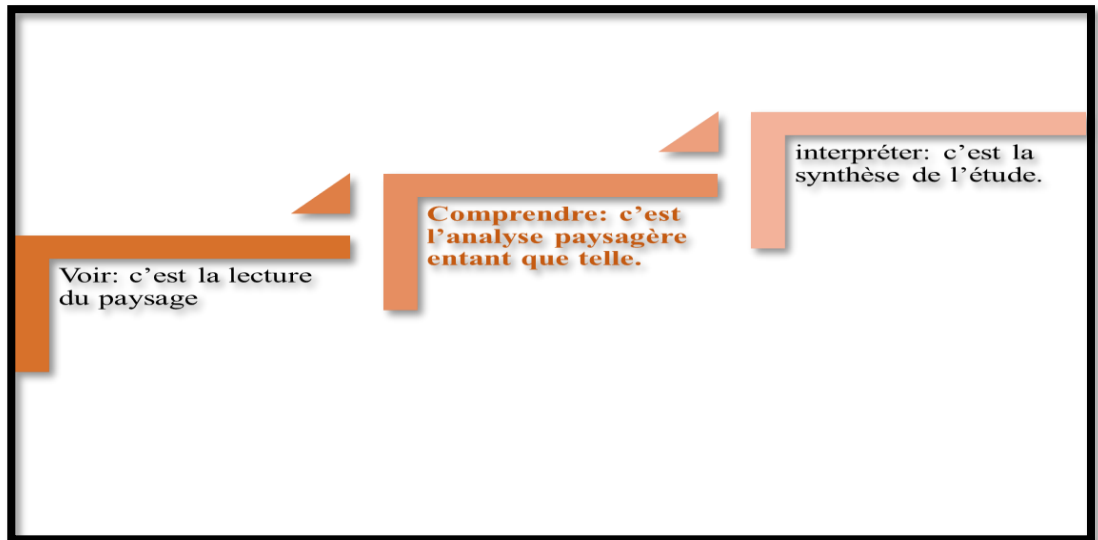 Voir: c’est la lecture
du paysage
Comprendre: c’est
l’analyse paysagère
entant que telle.
interpréter: c’est la
synthèse de l’étude.